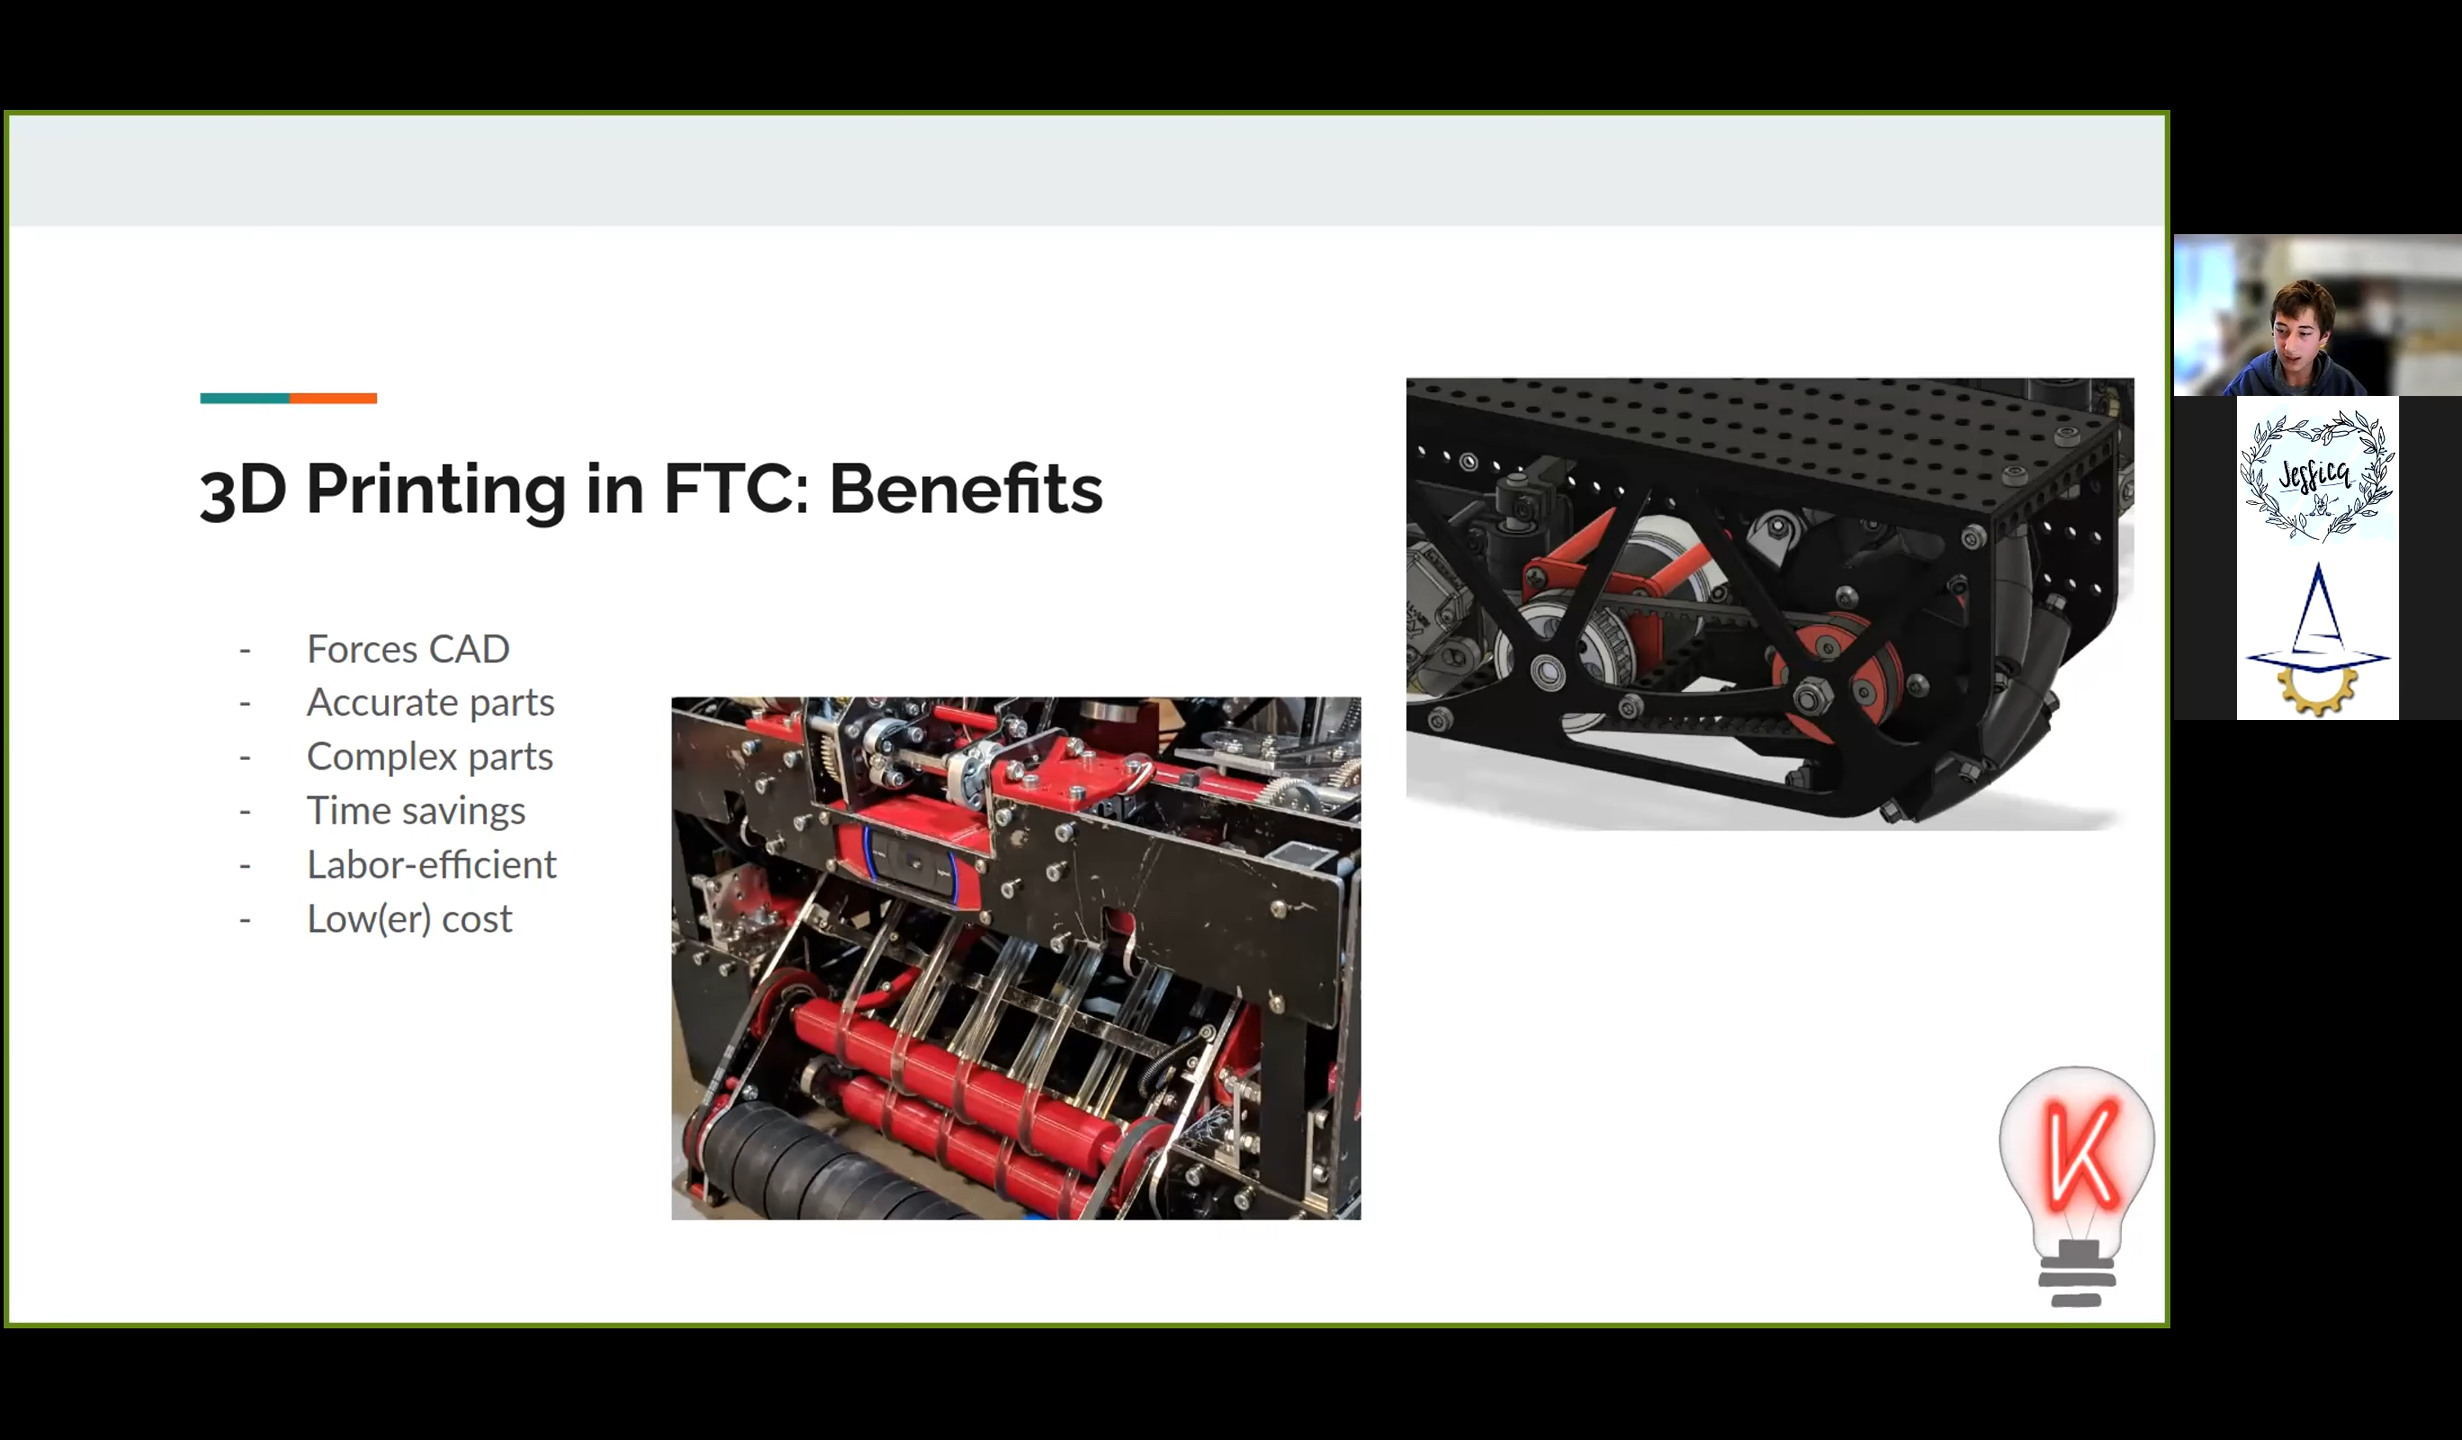 3D Printing in FTC: Benefits
- Forces CAD
- Accurate parts
- Complex parts
- Time savings
- Labor-efficient
- Low(er) cost
K
Jessica